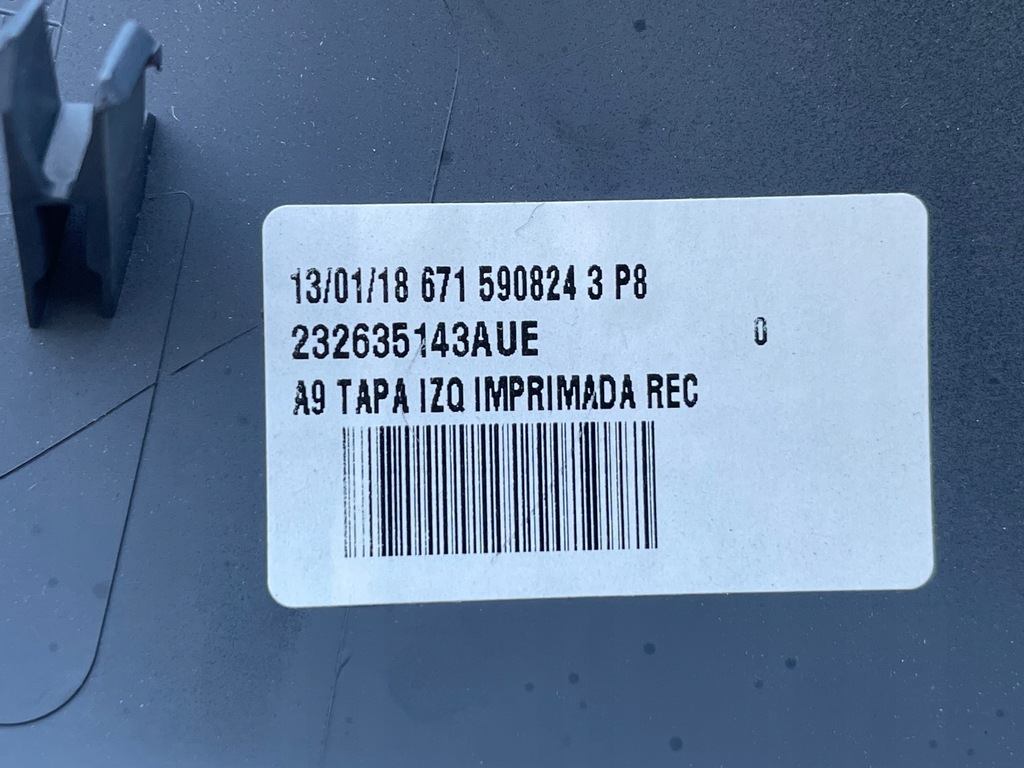 13/01/18 671 590824 3 P8
232635143AUE 0
A9 TAPA IZQ IMPRIMADA REC